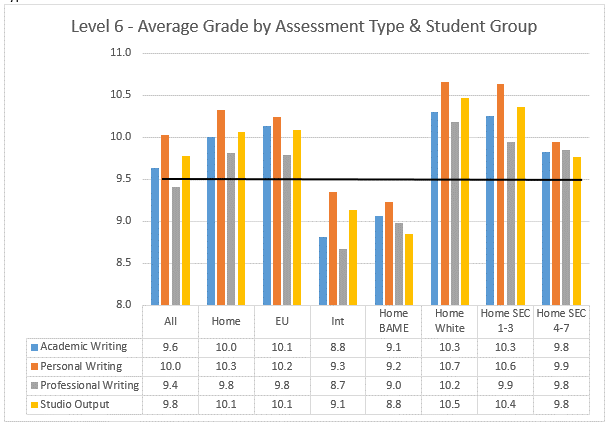 Level 6 - Average Grade by Assessment Type & Student Group
11.0
10.5
10.0
9.5
9.0
8.5
8.0
All Home EU Int Home BAME Home White Home SEC 1-3 Home SEC 4-7
Academic Writing 9.6 10.0 10.1 8.8 9.1 10.3 10.3 9.8
Personal Writing 10.0 10.3 10.2 9.3 9.2 10.7 10.6 9.9
Professional Writing 9.4 9.8 9.8 8.7 9.0 10.2 9.9 9.8
Studio Output 9.8 10.1 10.1 9.1 8.8 10.5 10.4 9.8